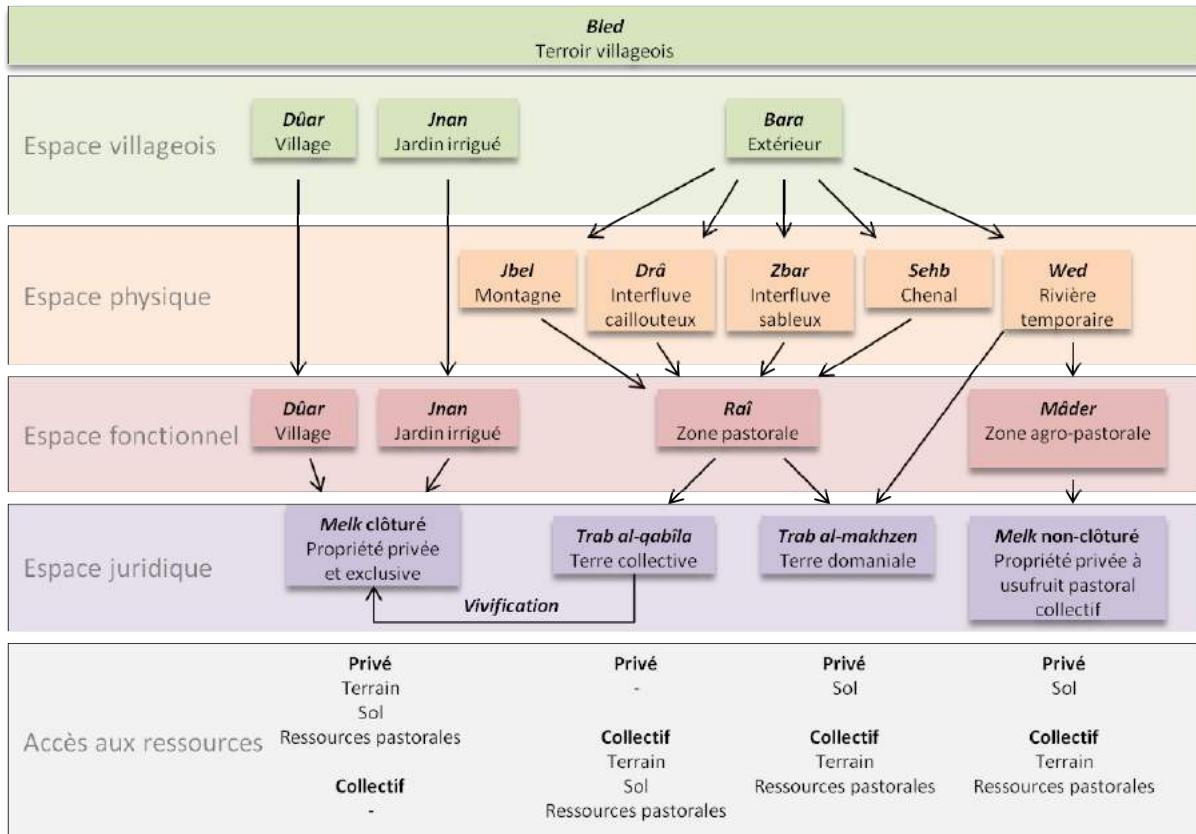 Bled
Terroir villageois
Espace villageois
Dûar
Village
Jnan
Jardin irrigué
Bara
Extérieur
Espace physique
Jbel
Montagne
Drâ
Interfluve
caillouteux
Zbar
Interfluve
sableux
Sehb
Chenal
Wed
Rivière
temporaire
Espace fonctionnel
Dûar
Village
Jnan
Jardin irrigué
Raî
Zone pastorale
Mâder
Zone agro-pastorale
Espace juridique
Melk clôturé
Propriété privée
et exclusive
Trab al-qabîla
Terre collective
Trab al-makhzen
Terre domaniale
Melk non-clôturé
Propriété privée à
usufruit pastoral
collectif
Vivification
Accès aux ressources
Privé
Terrain
Sol
Ressources pastorales
Collectif
-
Privé
-
Collectif
Terrain
Sol
Ressources pastorales
Privé
Sol
Collectif
Terrain
Ressources pastorales
Privé
Sol
Collectif
Terrain
Ressources pastorales